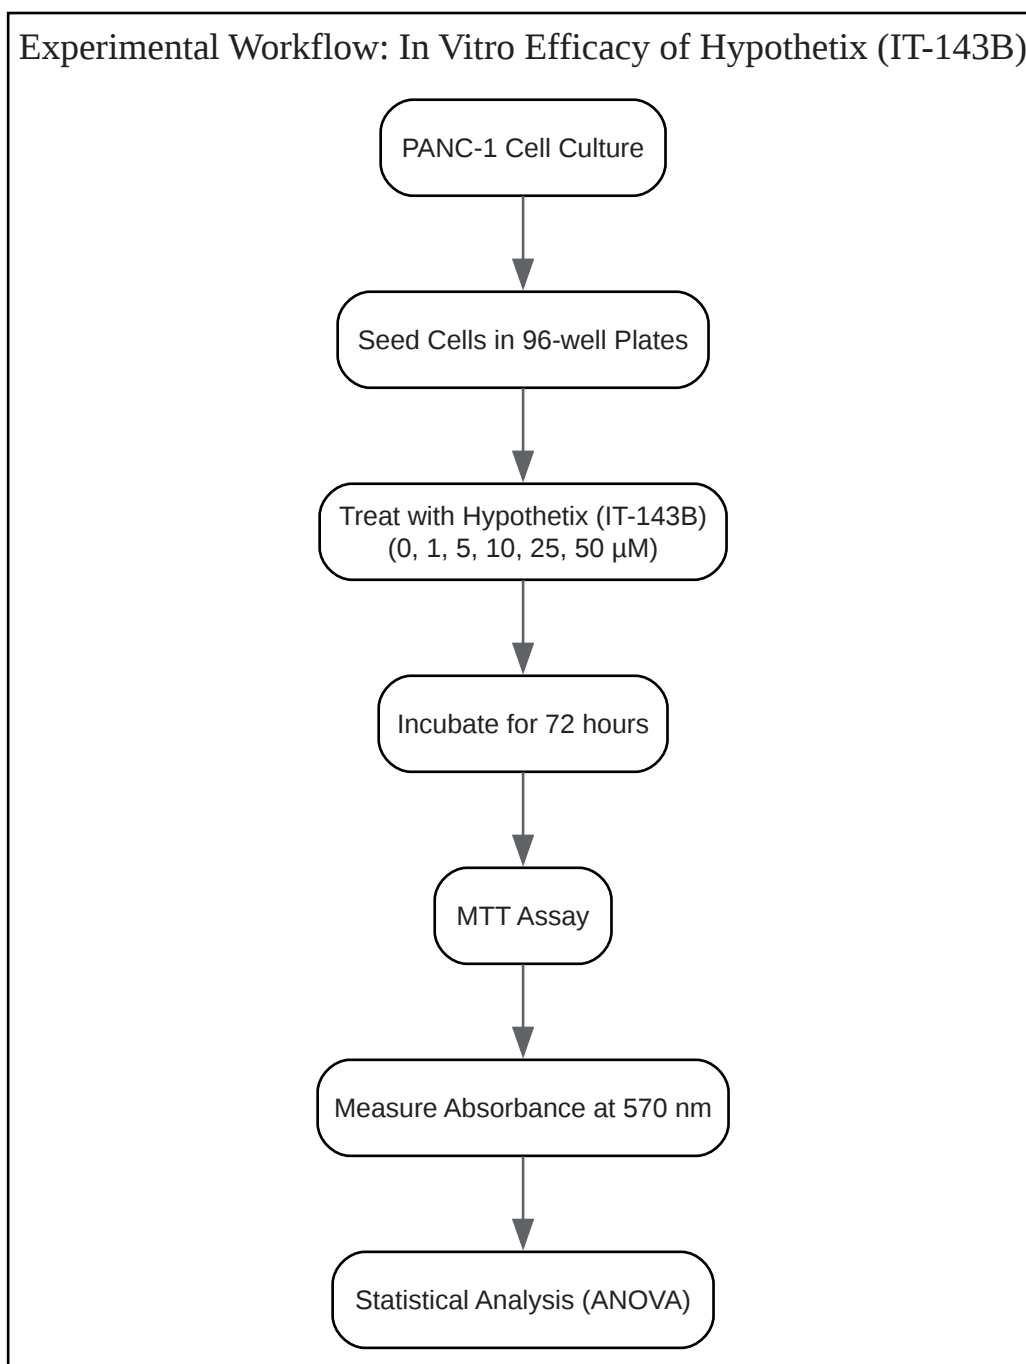 Experimental Workflow: In Vitro Efficacy of Hypothetix (IT-143B)
PANC-1 Cell Culture
Seed Cells in 96-well Plates
Treat with Hypothetix (IT-143B)
(0, 1, 5, 10, 25, 50 µM)
Incubate for 72 hours
MTT Assay
Measure Absorbance at 570 nm
Statistical Analysis (ANOVA)